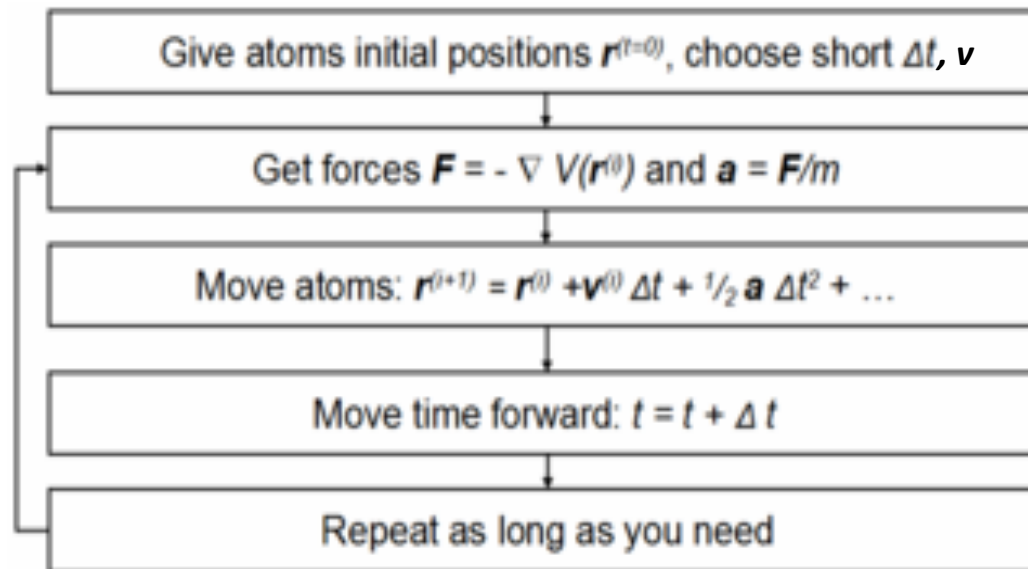 Give atoms initial positions r⁽ᵗ⁼⁰⁾, choose short Δt, v
Get forces F = - ∇ V(r⁽ⁱ⁾) and a = F/m
Move atoms: r⁽ⁱ⁺¹⁾ = r⁽ⁱ⁾ +v⁽ⁱ⁾ Δt + ¹/₂ a Δt² + ...
Move time forward: t = t + Δ t
Repeat as long as you need